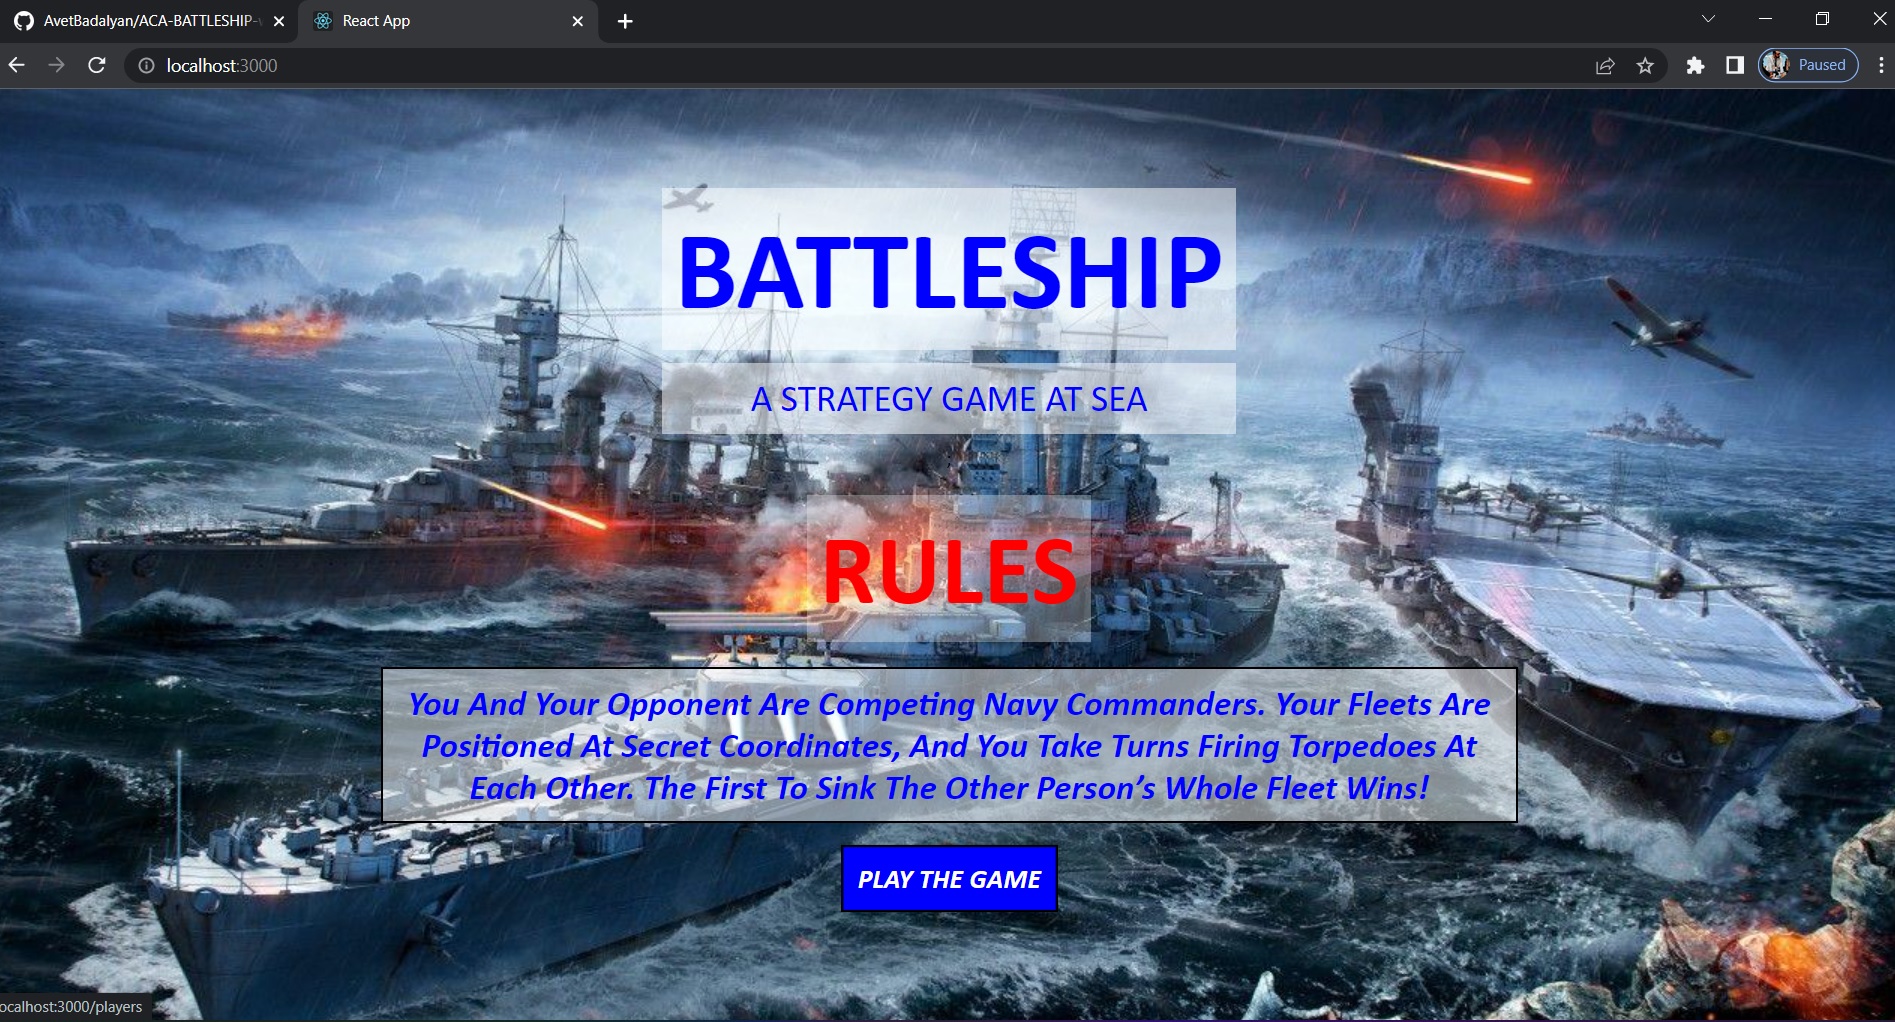 AvetBadalyan/ACA-BATTLESHIP-
React App
localhost:3000
Paused
BATTLESHIP
A STRATEGY GAME AT SEA
RULES
You And Your Opponent Are Competing Navy Commanders. Your Fleets Are
Positioned At Secret Coordinates, And You Take Turns Firing Torpedoes At
Each Other. The First To Sink The Other Person’s Whole Fleet Wins!
PLAY THE GAME
ocalhost:3000/players